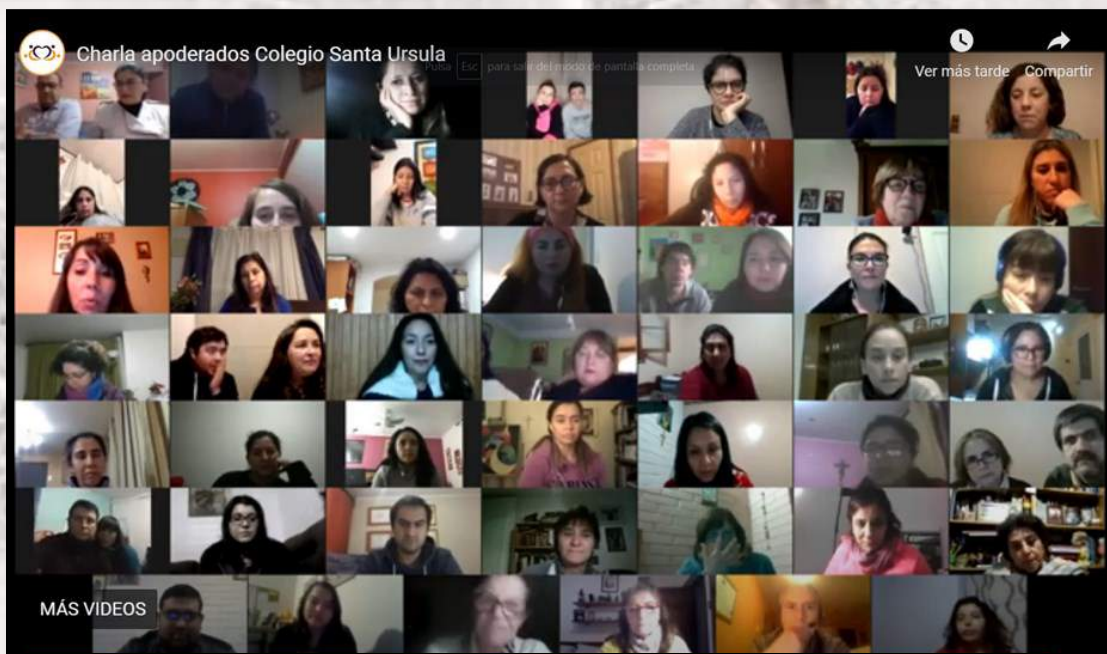 Charla apoderados Colegio Santa Ursula
Pulsa Esc para salir del modo de pantalla completa
Ver más tarde
Compartir
MÁS VIDEOS